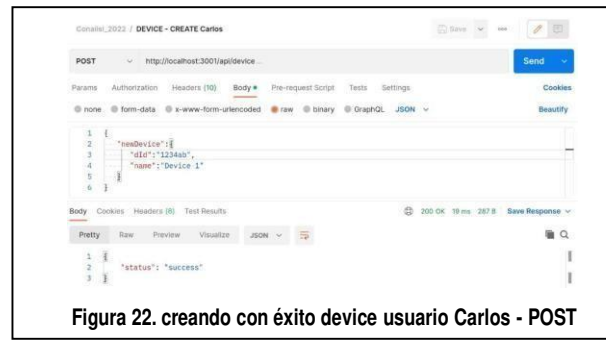 Conaiisi_2022 / DEVICE - CREATE Carlos
Save
POST http://localhost:3001/api/device Send
Params Authorization Headers (10) Body Pre-request Script Tests Settings Cookies
none form-data x-www-form-urlencoded raw binary GraphQL JSON Beautify
1 {
2 "newDevice":{
3 "dId":"1234ab",
4 "name":"Device 1"
5 }
6 }
Body Cookies Headers (8) Test Results 200 OK 19 ms 267 B Save Response
Pretty Raw Preview Visualize JSON
1 {
2 "status": "success"
3 }
Figura 22. creando con éxito device usuario Carlos - POST